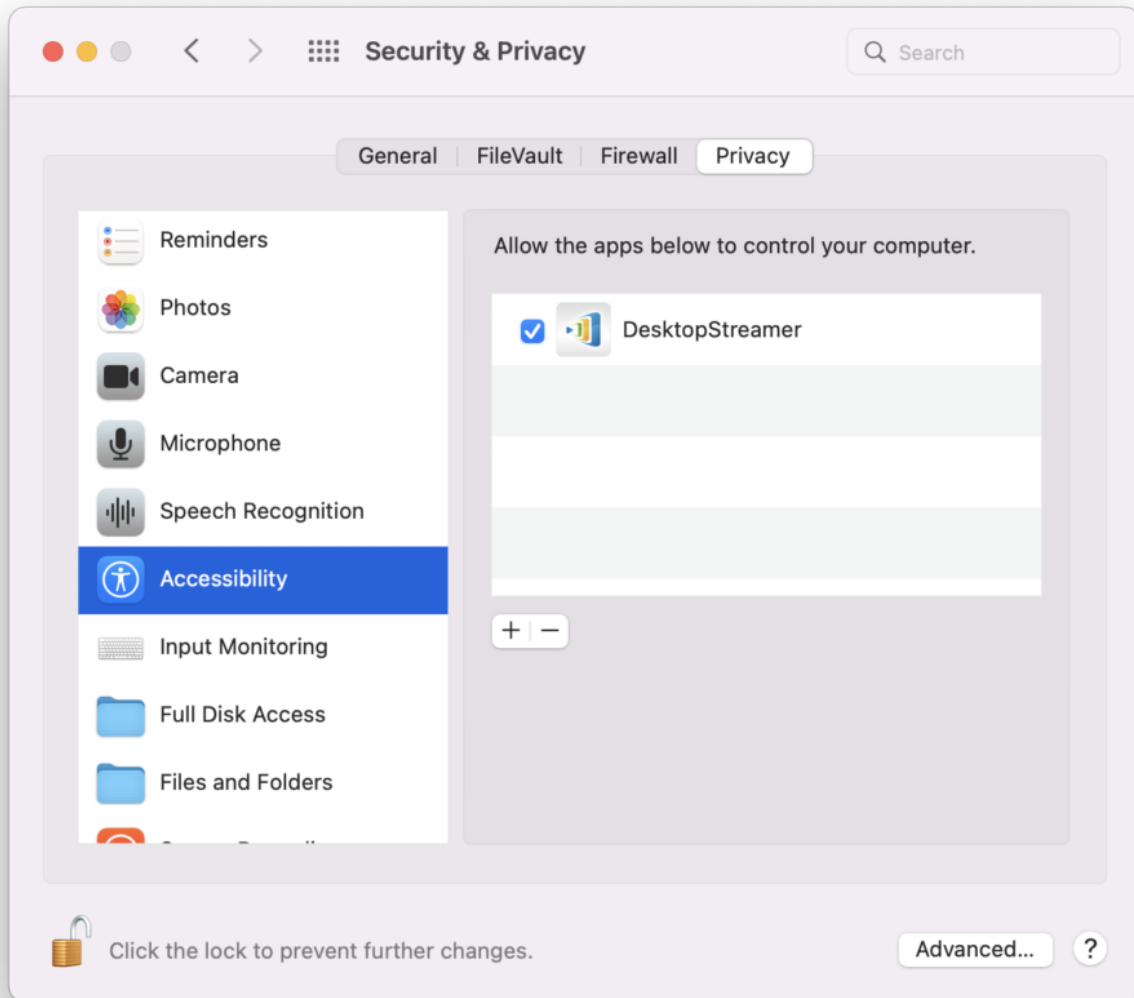 Security & Privacy
Search
General
FileVault
Firewall
Privacy
Reminders
Photos
Camera
Microphone
Speech Recognition
Accessibility
Input Monitoring
Full Disk Access
Files and Folders
Allow the apps below to control your computer.
DesktopStreamer
+ −
Click the lock to prevent further changes.
Advanced...
?